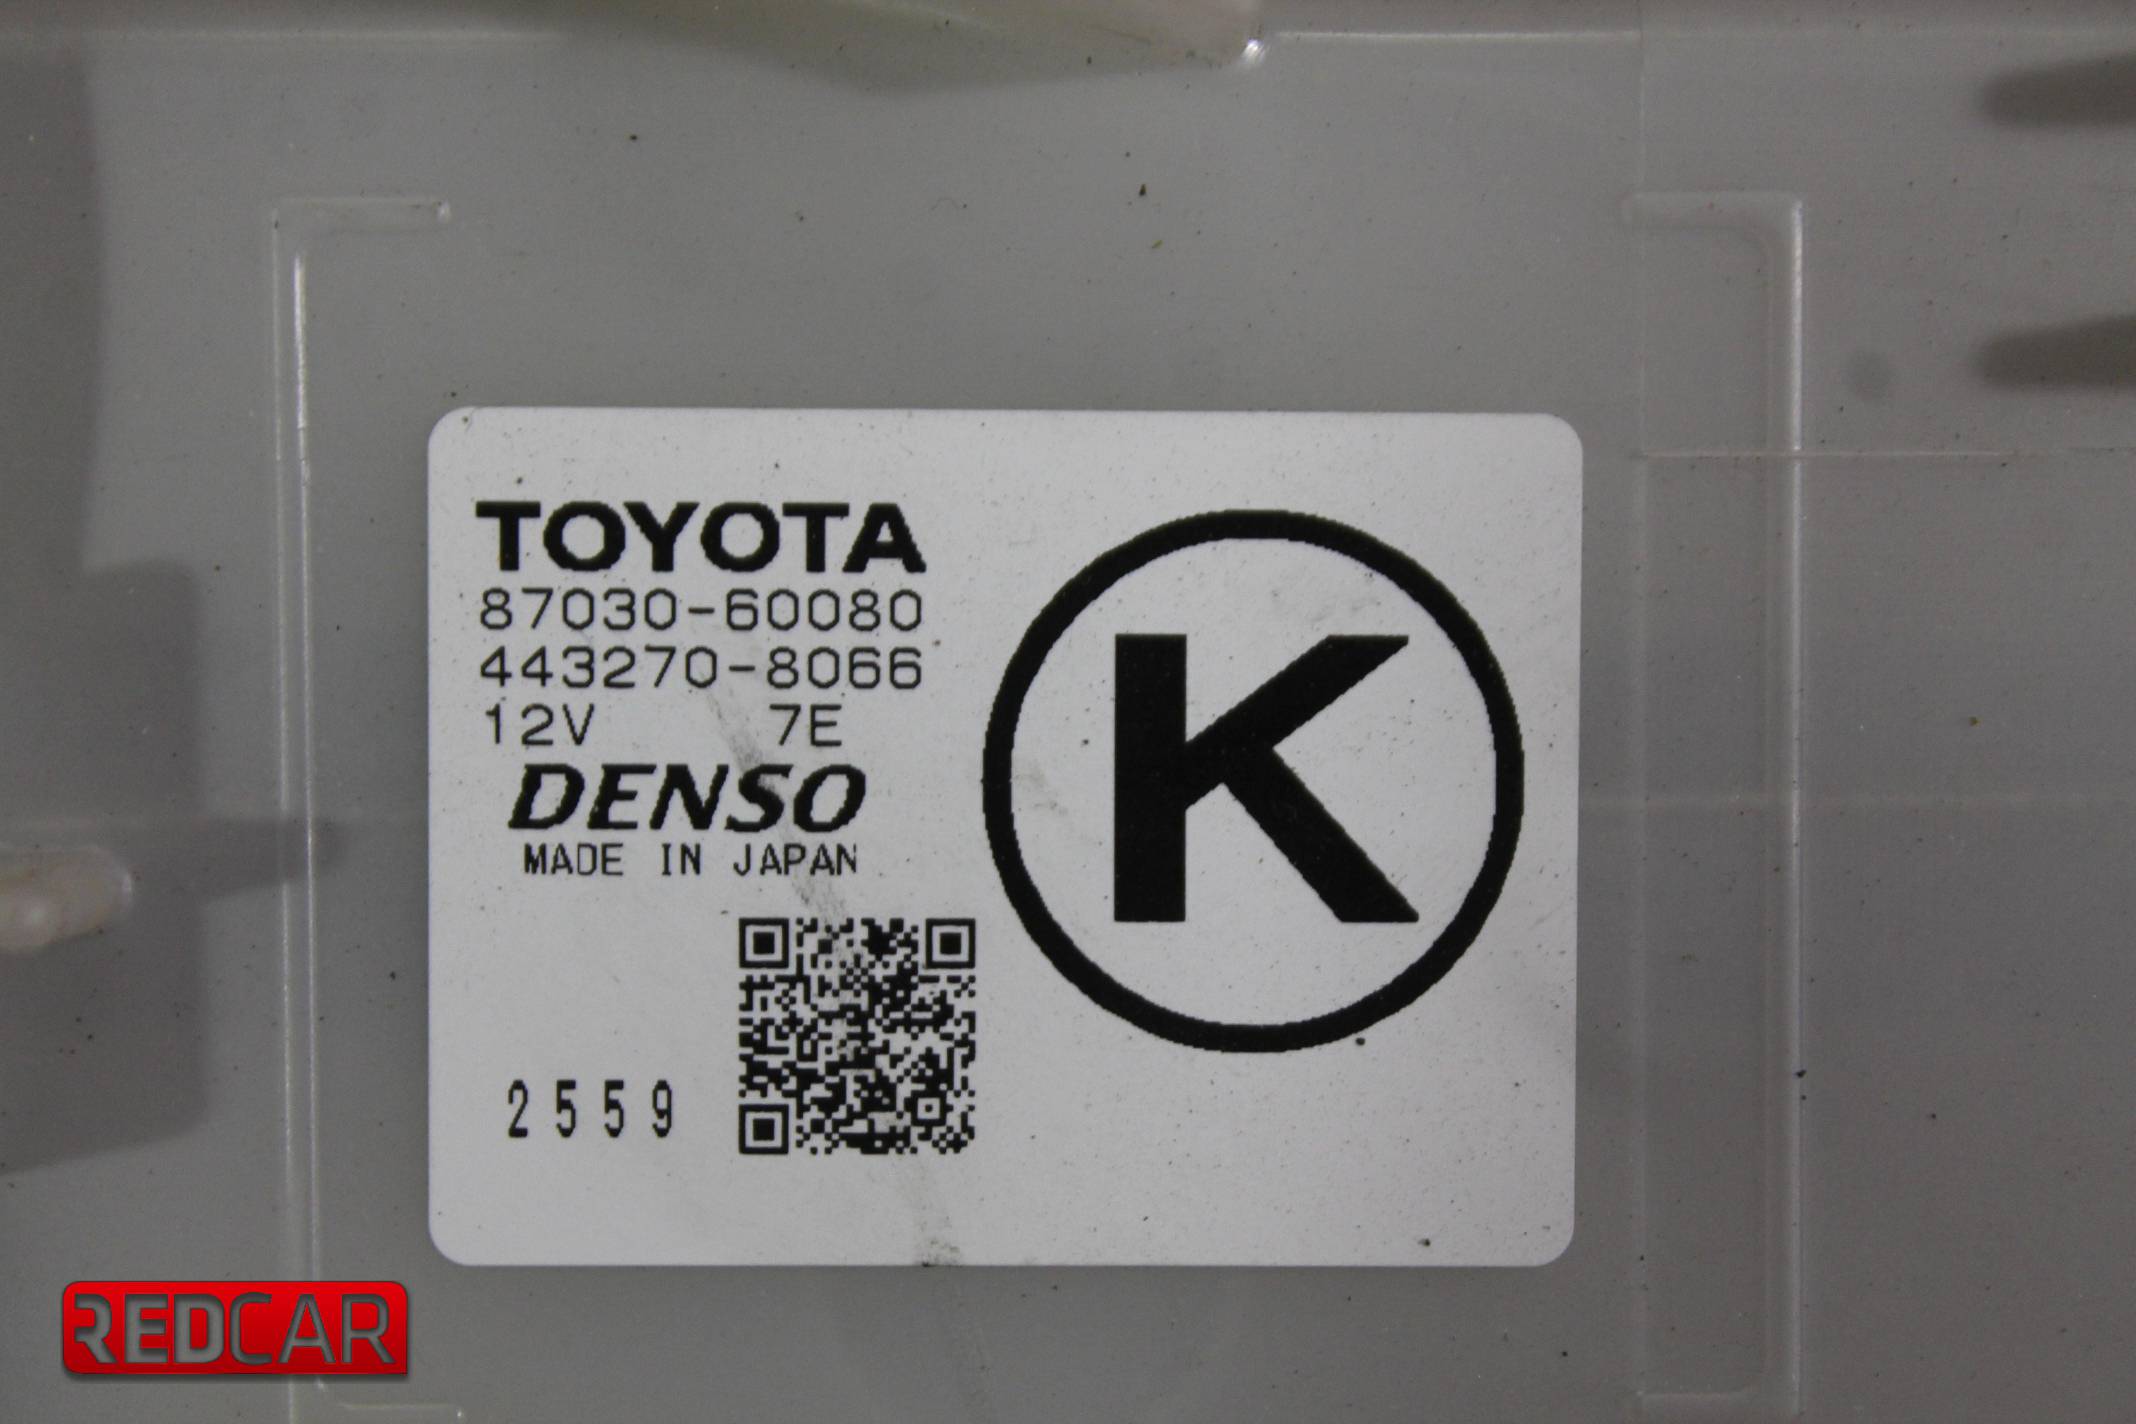 TOYOTA
87030-60080
443270-8066
12V 7E
DENSO
MADE IN JAPAN
K
2559
REDCAR